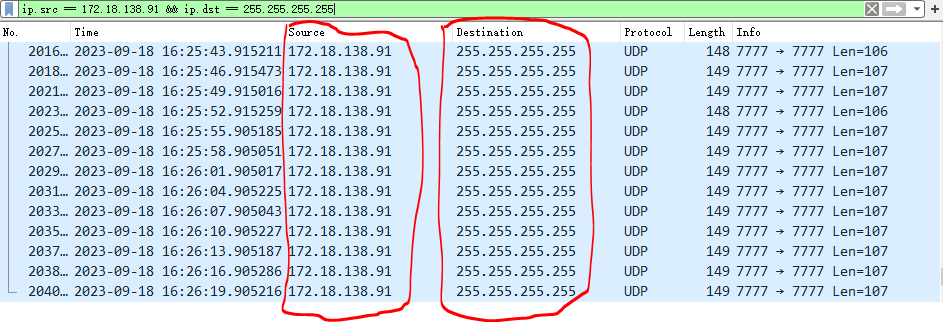 ip.src == 172.18.138.91 && ip.dst == 255.255.255.255
No. Time Source Destination Protocol Length Info
2016… 2023-09-18 16:25:43.915211 172.18.138.91 255.255.255.255 UDP 148 7777 → 7777 Len=106
2018… 2023-09-18 16:25:46.915473 172.18.138.91 255.255.255.255 UDP 149 7777 → 7777 Len=107
2021… 2023-09-18 16:25:49.915016 172.18.138.91 255.255.255.255 UDP 149 7777 → 7777 Len=107
2023… 2023-09-18 16:25:52.915259 172.18.138.91 255.255.255.255 UDP 148 7777 → 7777 Len=106
2025… 2023-09-18 16:25:55.905185 172.18.138.91 255.255.255.255 UDP 149 7777 → 7777 Len=107
2027… 2023-09-18 16:25:58.905051 172.18.138.91 255.255.255.255 UDP 149 7777 → 7777 Len=107
2029… 2023-09-18 16:26:01.905017 172.18.138.91 255.255.255.255 UDP 149 7777 → 7777 Len=107
2031… 2023-09-18 16:26:04.905225 172.18.138.91 255.255.255.255 UDP 149 7777 → 7777 Len=107
2033… 2023-09-18 16:26:07.905043 172.18.138.91 255.255.255.255 UDP 149 7777 → 7777 Len=107
2035… 2023-09-18 16:26:10.905227 172.18.138.91 255.255.255.255 UDP 149 7777 → 7777 Len=107
2037… 2023-09-18 16:26:13.905187 172.18.138.91 255.255.255.255 UDP 149 7777 → 7777 Len=107
2038… 2023-09-18 16:26:16.905286 172.18.138.91 255.255.255.255 UDP 149 7777 → 7777 Len=107
2040… 2023-09-18 16:26:19.905216 172.18.138.91 255.255.255.255 UDP 149 7777 → 7777 Len=107